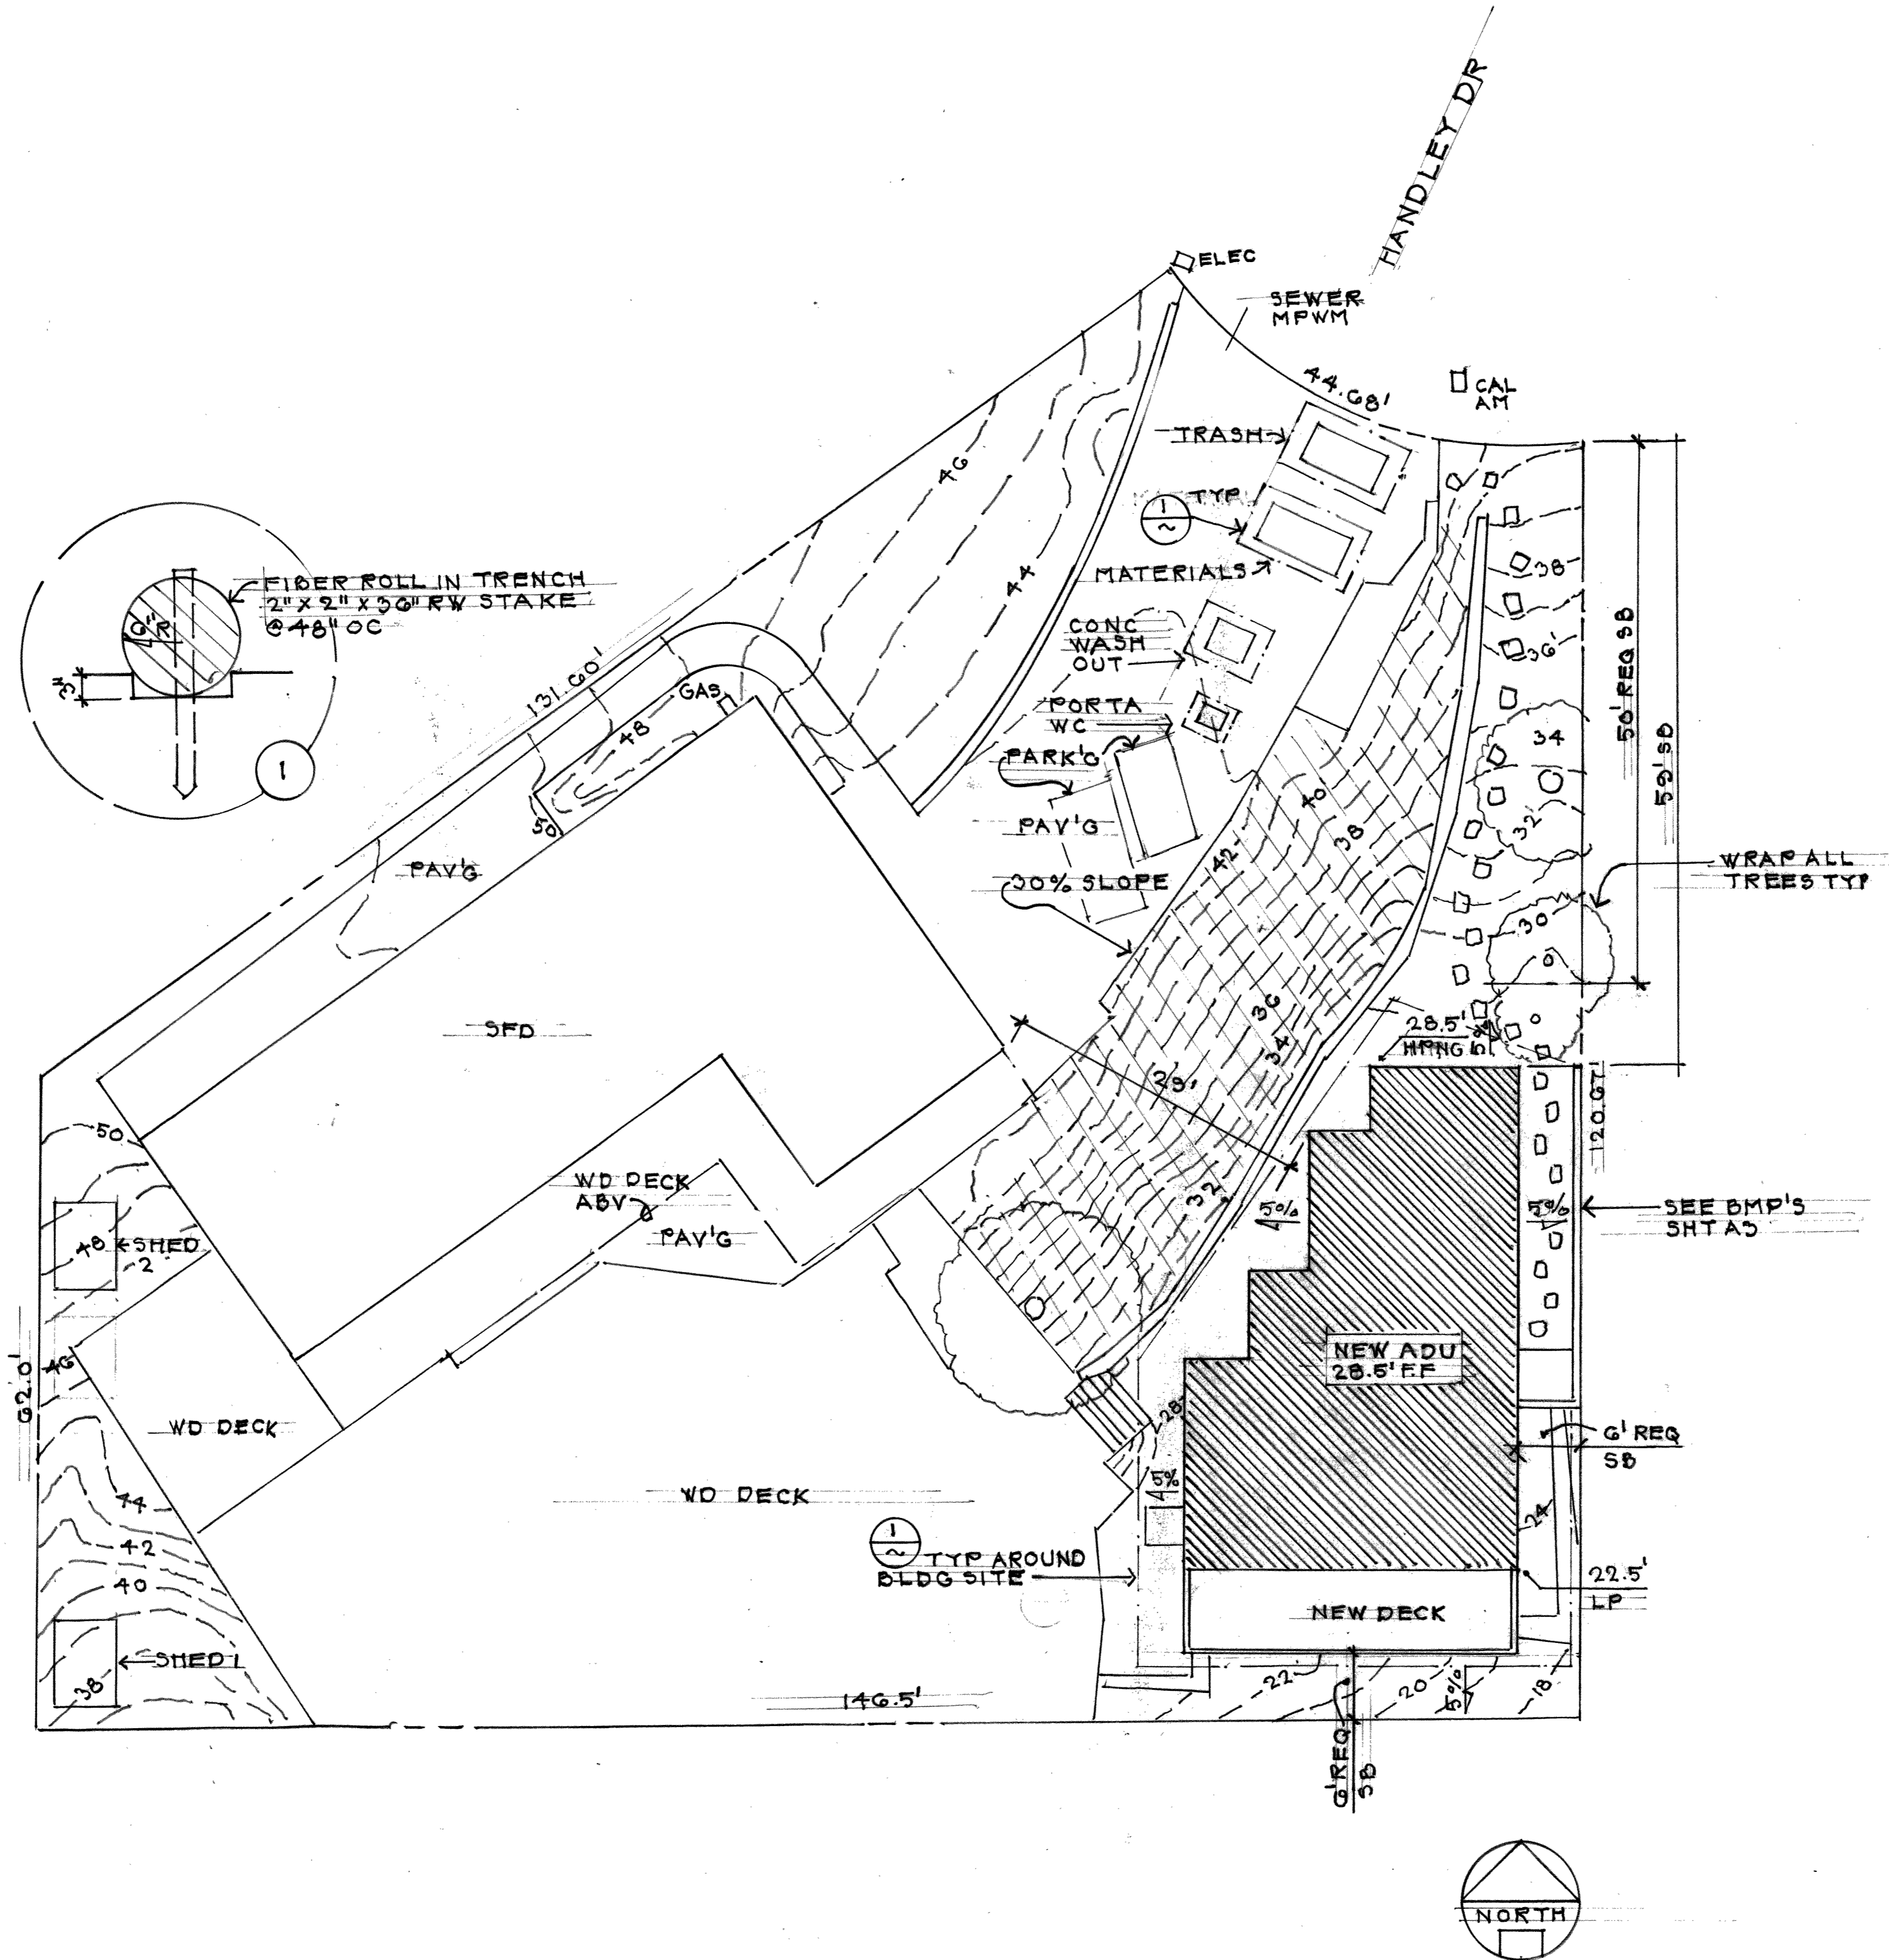 HANDLEY DR
ELEC
SEWER
MPWM
44.68'
CAL
AM
TRASH
1
~
TYP
MATERIALS
FIBER ROLL IN TRENCH
2" X 2" X 36" RW STAKE
@ 48" OC
6" R
3"
1
46
44
38
36'
34
32
30
50' REQ SB
59' SB
CONC
WASH
OUT
PORTA
WC
PARK'G
PAV'G
30% SLOPE
131.60'
GAS
48
50
PAV'G
42
40
38
36
34
32
WRAP ALL
TREES TYP
SFD
29'
28.5'
HPNG
5%
120.67'
50
WD DECK
ABV
PAV'G
48
SHED
2
5%
5%
SEE BMP'S
SHT A3
62.0'
46
NEW ADU
28.5' FF
28
WD DECK
6' REQ
SB
44
42
40
WD DECK
5%
24
1
~
TYP AROUND
BLDG SITE
22.5'
LP
NEW DECK
SHED 1
38
146.5'
22
20
5%
18
6' REQ
SB
NORTH